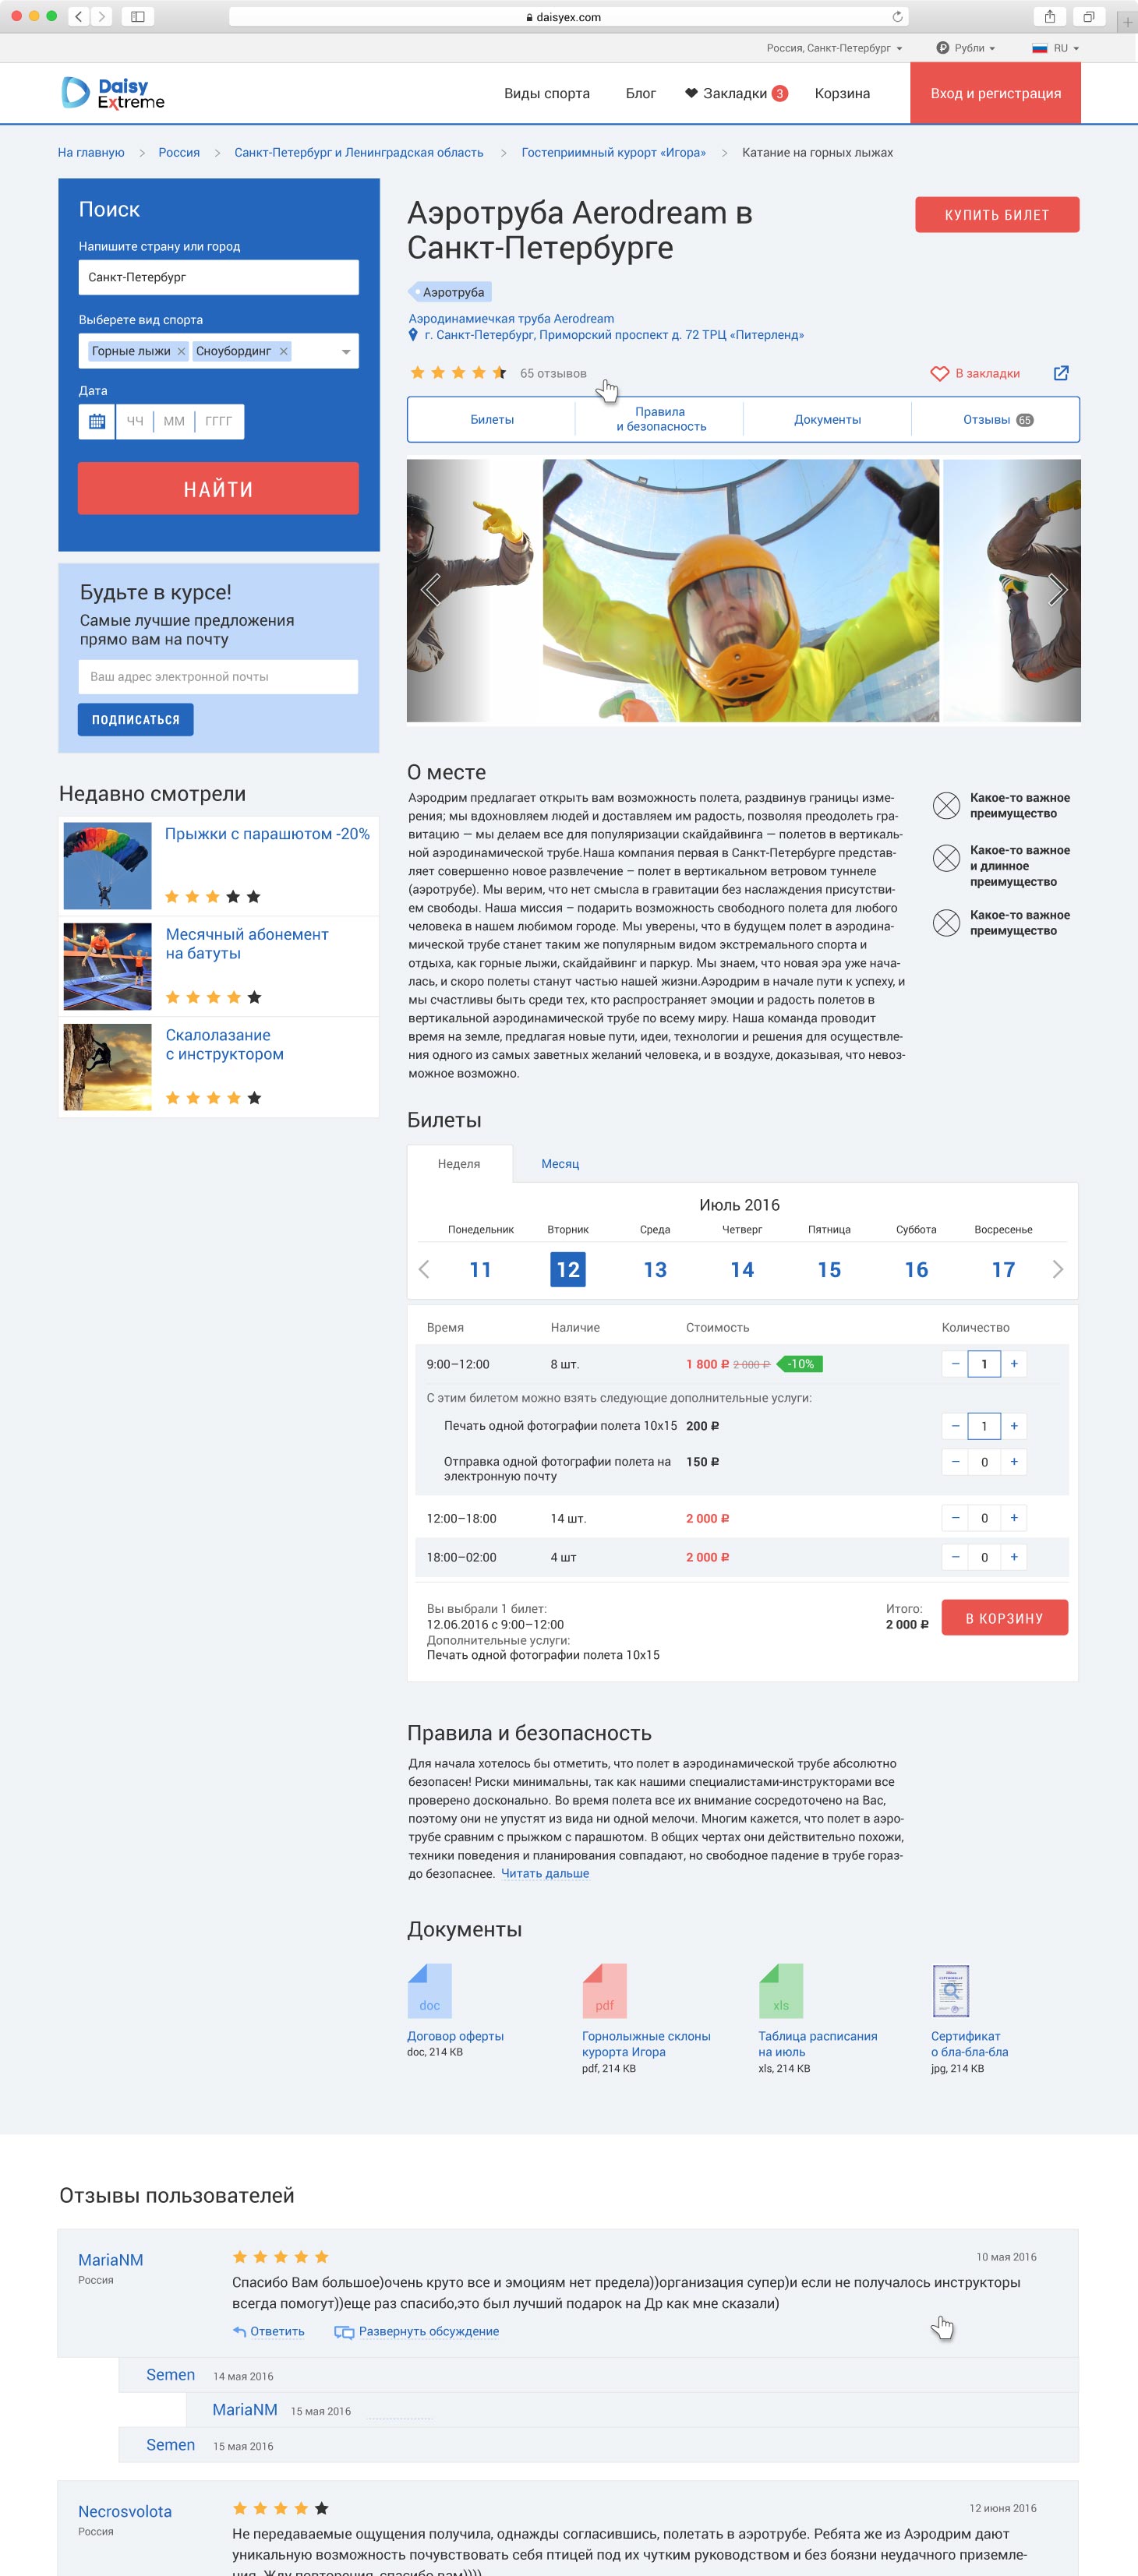 daisyex.com
Россия, Санкт-Петербург
Рубли
RU
Daisy
Extreme
Виды спорта
Блог
Закладки 3
Корзина
Вход и регистрация
На главную > Россия > Санкт-Петербург и Ленинградская область > Гостеприимный курорт «Игора» > Катание на горных лыжах
Поиск
Напишите страну или город
Санкт-Петербург
Выберете вид спорта
Горные лыжи × Сноубординг ×
Дата
ЧЧ ММ ГГГГ
НАЙТИ
Будьте в курсе!
Самые лучшие предложения
прямо вам на почту
Ваш адрес электронной почты
ПОДПИСАТЬСЯ
Недавно смотрели
Прыжки с парашютом -20%
Месячный абонемент
на батуты
Скалолазание
с инструктором
Аэротруба Aerodream в
Санкт-Петербурге
КУПИТЬ БИЛЕТ
Аэротруба
Аэродинамиечкая труба Aerodream
г. Санкт-Петербург, Приморский проспект д. 72 ТРЦ «Питерленд»
65 отзывов
В закладки
Билеты
Правила
и безопасность
Документы
Отзывы 65
О месте
Аэродрим предлагает открыть вам возможность полета, раздвинув границы изме-
рения; мы вдохновляем людей и доставляем им радость, позволяя преодолеть гра-
витацию — мы делаем все для популяризации скайдайвинга — полетов в вертикаль-
ной аэродинамической трубе.Наша компания первая в Санкт-Петербурге представ-
ляет совершенно новое развлечение – полет в вертикальном ветровом туннеле
(аэротрубе). Мы верим, что нет смысла в гравитации без наслаждения присутстви-
ем свободы. Наша миссия – подарить возможность свободного полета для любого
человека в нашем любимом городе. Мы уверены, что в будущем полет в аэродина-
мической трубе станет таким же популярным видом экстремального спорта и
отдыха, как горные лыжи, скайдайвинг и паркур. Мы знаем, что новая эра уже нача-
лась, и скоро полеты станут частью нашей жизни.Аэродрим в начале пути к успеху, и
мы счастливы быть среди тех, кто распространяет эмоции и радость полетов в
вертикальной аэродинамической трубе по всему миру. Наша команда проводит
время на земле, предлагая новые пути, идеи, технологии и решения для осуществле-
ния одного из самых заветных желаний человека, и в воздухе, доказывая, что невоз-
можное возможно.
Какое-то важное
преимущество
Какое-то важное
и длинное
преимущество
Какое-то важное
преимущество
Билеты
Неделя
Месяц
Июль 2016
Понедельник Вторник Среда Четверг Пятница Суббота Восресенье
11 12 13 14 15 16 17
Время Наличие Стоимость Количество
9:00–12:00 8 шт. 1 800 ₽ 2 000 ₽ -10% − 1 +
С этим билетом можно взять следующие дополнительные услуги:
Печать одной фотографии полета 10х15 200 ₽ − 1 +
Отправка одной фотографии полета на 150 ₽ − 0 +
электронную почту
12:00–18:00 14 шт. 2 000 ₽ − 0 +
18:00–02:00 4 шт 2 000 ₽ − 0 +
Вы выбрали 1 билет:
12.06.2016 с 9:00–12:00
Дополнительные услуги:
Печать одной фотографии полета 10х15
Итого:
2 000 ₽
В КОРЗИНУ
Правила и безопасность
Для начала хотелось бы отметить, что полет в аэродинамической трубе абсолютно
безопасен! Риски минимальны, так как нашими специалистами-инструкторами все
проверено досконально. Во время полета все их внимание сосредоточено на Вас,
поэтому они не упустят из вида ни одной мелочи. Многим кажется, что полет в аэро-
трубе сравним с прыжком с парашютом. В общих чертах они действительно похожи,
техники поведения и планирования совпадают, но свободное падение в трубе гораз-
до безопаснее. Читать дальше
Документы
doc
Договор оферты
doc, 214 KB
pdf
Горнолыжные склоны
курорта Игора
pdf, 214 KB
xls
Таблица расписания
на июль
xls, 214 KB
Сертификат
о бла-бла-бла
jpg, 214 KB
Отзывы пользователей
MariaNM
Россия
10 мая 2016
Спасибо Вам большое)очень круто все и эмоциям нет предела))организация супер)и если не получалось инструкторы
всегда помогут))еще раз спасибо,это был лучший подарок на Др как мне сказали)
Ответить
Развернуть обсуждение
Semen 14 мая 2016
MariaNM 15 мая 2016
Semen 15 мая 2016
Necrosvolota
Россия
12 июня 2016
Не передаваемые ощущения получила, однажды согласившись, полетать в аэротрубе. Ребята же из Аэродрим дают
уникальную возможность почувствовать себя птицей под их чутким руководством и без боязни неудачного приземле-
ния. Жду повторения, спасибо вам))))